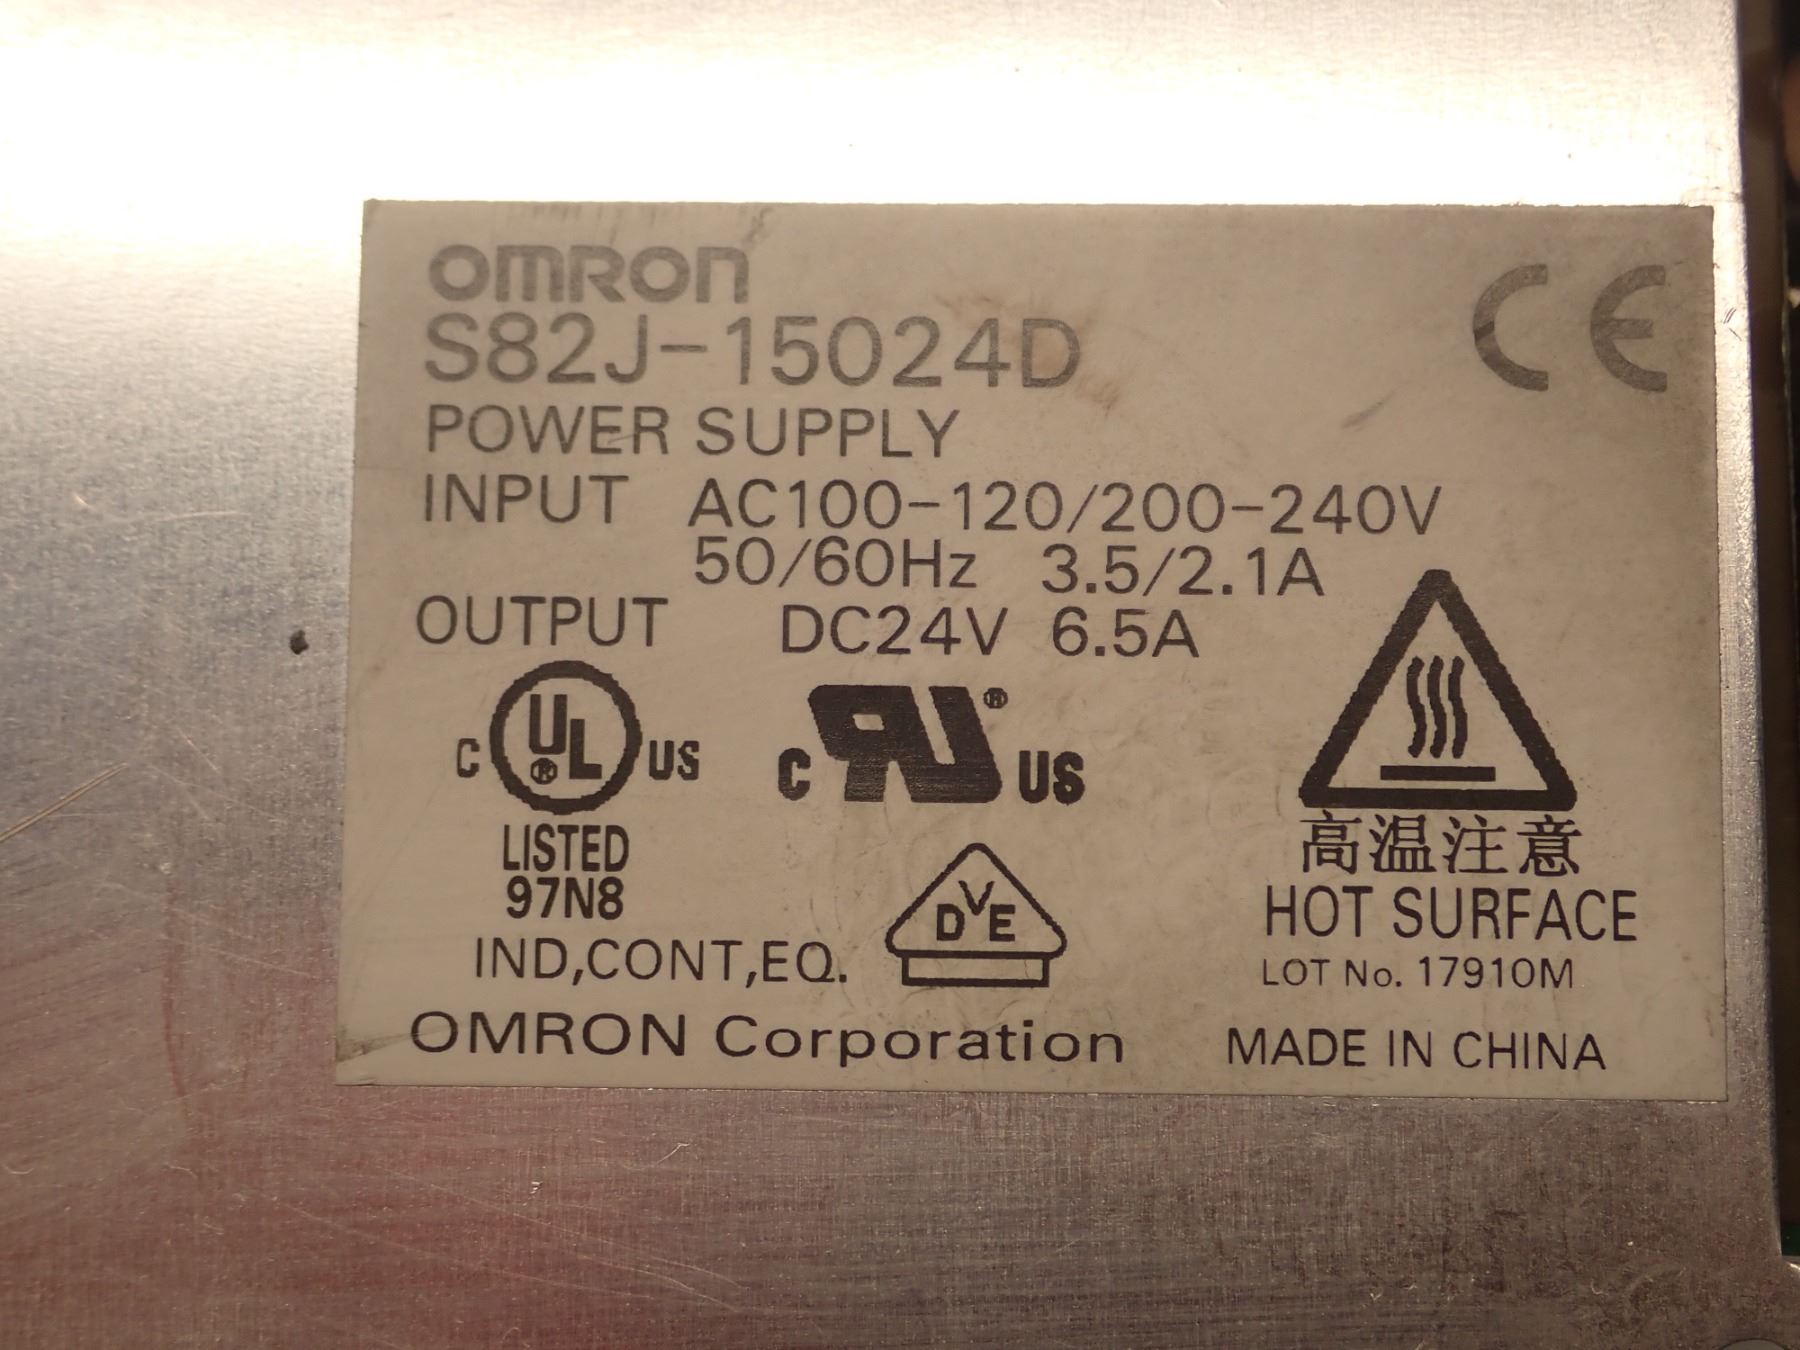 OMRON
S82J-15024D
POWER SUPPLY
INPUT AC100-120/200-240V
50/60Hz 3.5/2.1A
OUTPUT DC24V 6.5A
C UL® US
C RU® US
LISTED
97N8
IND,CONT,EQ.
DVE
高温注意
HOT SURFACE
LOT No. 17910M
OMRON Corporation
MADE IN CHINA
CE